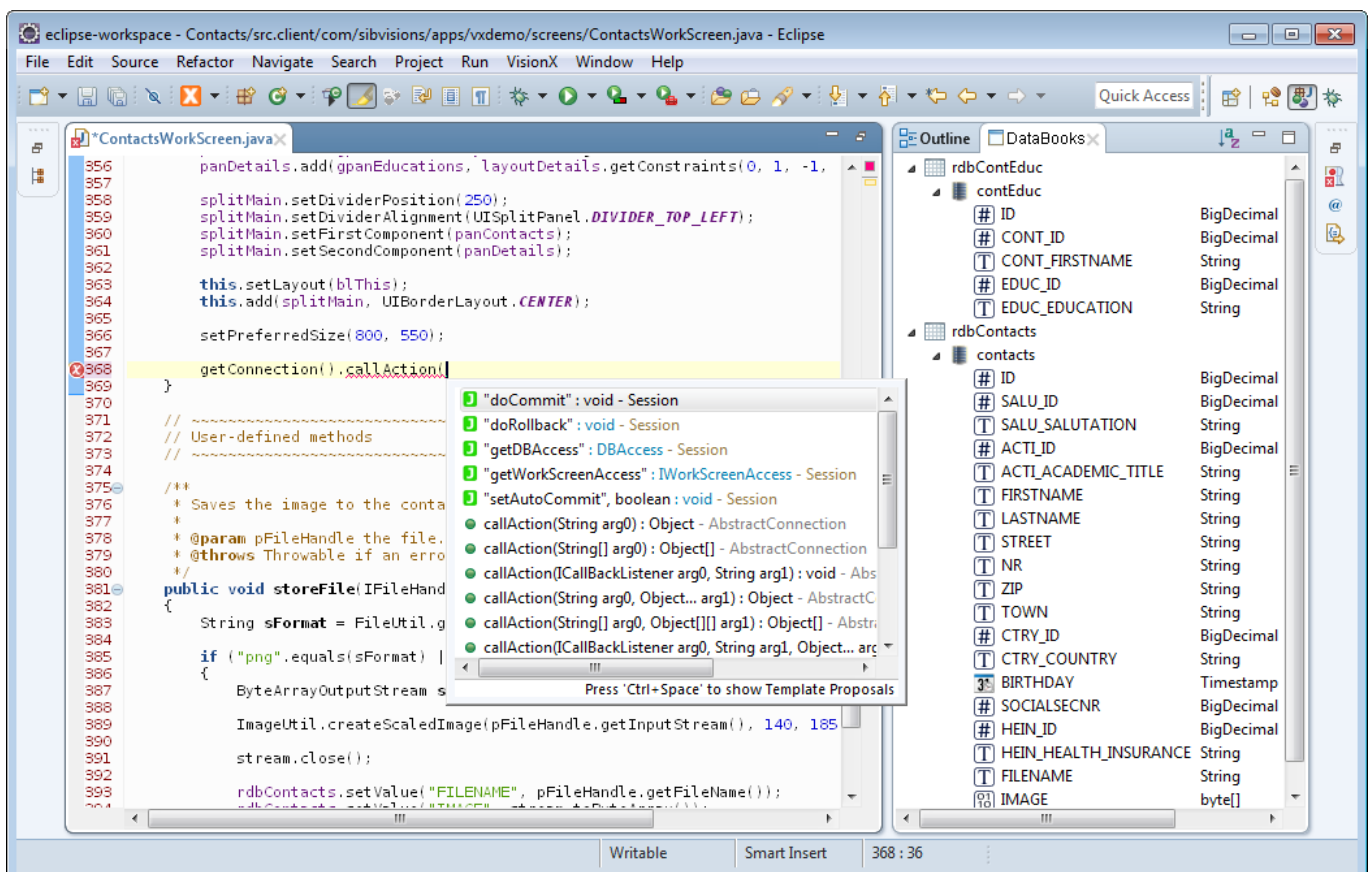 eclipse-workspace - Contacts/src.client/com/sibvisions/apps/vxdemo/screens/ContactsWorkScreen.java - Eclipse
File Edit Source Refactor Navigate Search Project Run VisionX Window Help
Quick Access
*ContactsWorkScreen.java
356 panDetails.add(gpanEducations, layoutDetails.getConstraints(0, 1, -1,
357
358 splitMain.setDividerPosition(250);
359 splitMain.setDividerAlignment(UISplitPanel.DIVIDER_TOP_LEFT);
360 splitMain.setFirstComponent(panContacts);
361 splitMain.setSecondComponent(panDetails);
362
363 this.setLayout(blThis);
364 this.add(splitMain, UIBorderLayout.CENTER);
365
366 setPreferredSize(800, 550);
367
368 getConnection().callAction(
369 }
370
371 // ~~~~~~~~~~~~~~~~~~~~~~~~~~~~~~~~~~
372 // User-defined methods
373 // ~~~~~~~~~~~~~~~~~~~~~~~~~~~~~~~~~~
374
375 /**
376 * Saves the image to the conta
377 *
378 * @param pFileHandle the file.
379 * @throws Throwable if an erro
380 */
381 public void storeFile(IFileHand
382 {
383 String sFormat = FileUtil.g
384
385 if ("png".equals(sFormat) |
386 {
387 ByteArrayOutputStream s
388
389 ImageUtil.createScaledImage(pFileHandle.getInputStream(), 140, 185
390
391 stream.close();
392
393 rdbContacts.setValue("FILENAME", pFileHandle.getFileName());
394 rdbContacts.setValue("IMAGE", stream.toByteArray());
"doCommit" : void - Session
"doRollback" : void - Session
"getDBAccess" : DBAccess - Session
"getWorkScreenAccess" : IWorkScreenAccess - Session
"setAutoCommit", boolean : void - Session
callAction(String arg0) : Object - AbstractConnection
callAction(String[] arg0) : Object[] - AbstractConnection
callAction(ICallBackListener arg0, String arg1) : void - Abs
callAction(String arg0, Object... arg1) : Object - AbstractC
callAction(String[] arg0, Object[][] arg1) : Object[] - Abstra
callAction(ICallBackListener arg0, String arg1, Object... arg
Press 'Ctrl+Space' to show Template Proposals
Outline DataBooks
rdbContEduc
contEduc
ID BigDecimal
CONT_ID BigDecimal
CONT_FIRSTNAME String
EDUC_ID BigDecimal
EDUC_EDUCATION String
rdbContacts
contacts
ID BigDecimal
SALU_ID BigDecimal
SALU_SALUTATION String
ACTI_ID BigDecimal
ACTI_ACADEMIC_TITLE String
FIRSTNAME String
LASTNAME String
STREET String
NR String
ZIP String
TOWN String
CTRY_ID BigDecimal
CTRY_COUNTRY String
BIRTHDAY Timestamp
SOCIALSECNR BigDecimal
HEIN_ID BigDecimal
HEIN_HEALTH_INSURANCE String
FILENAME String
IMAGE byte[]
Writable Smart Insert 368 : 36